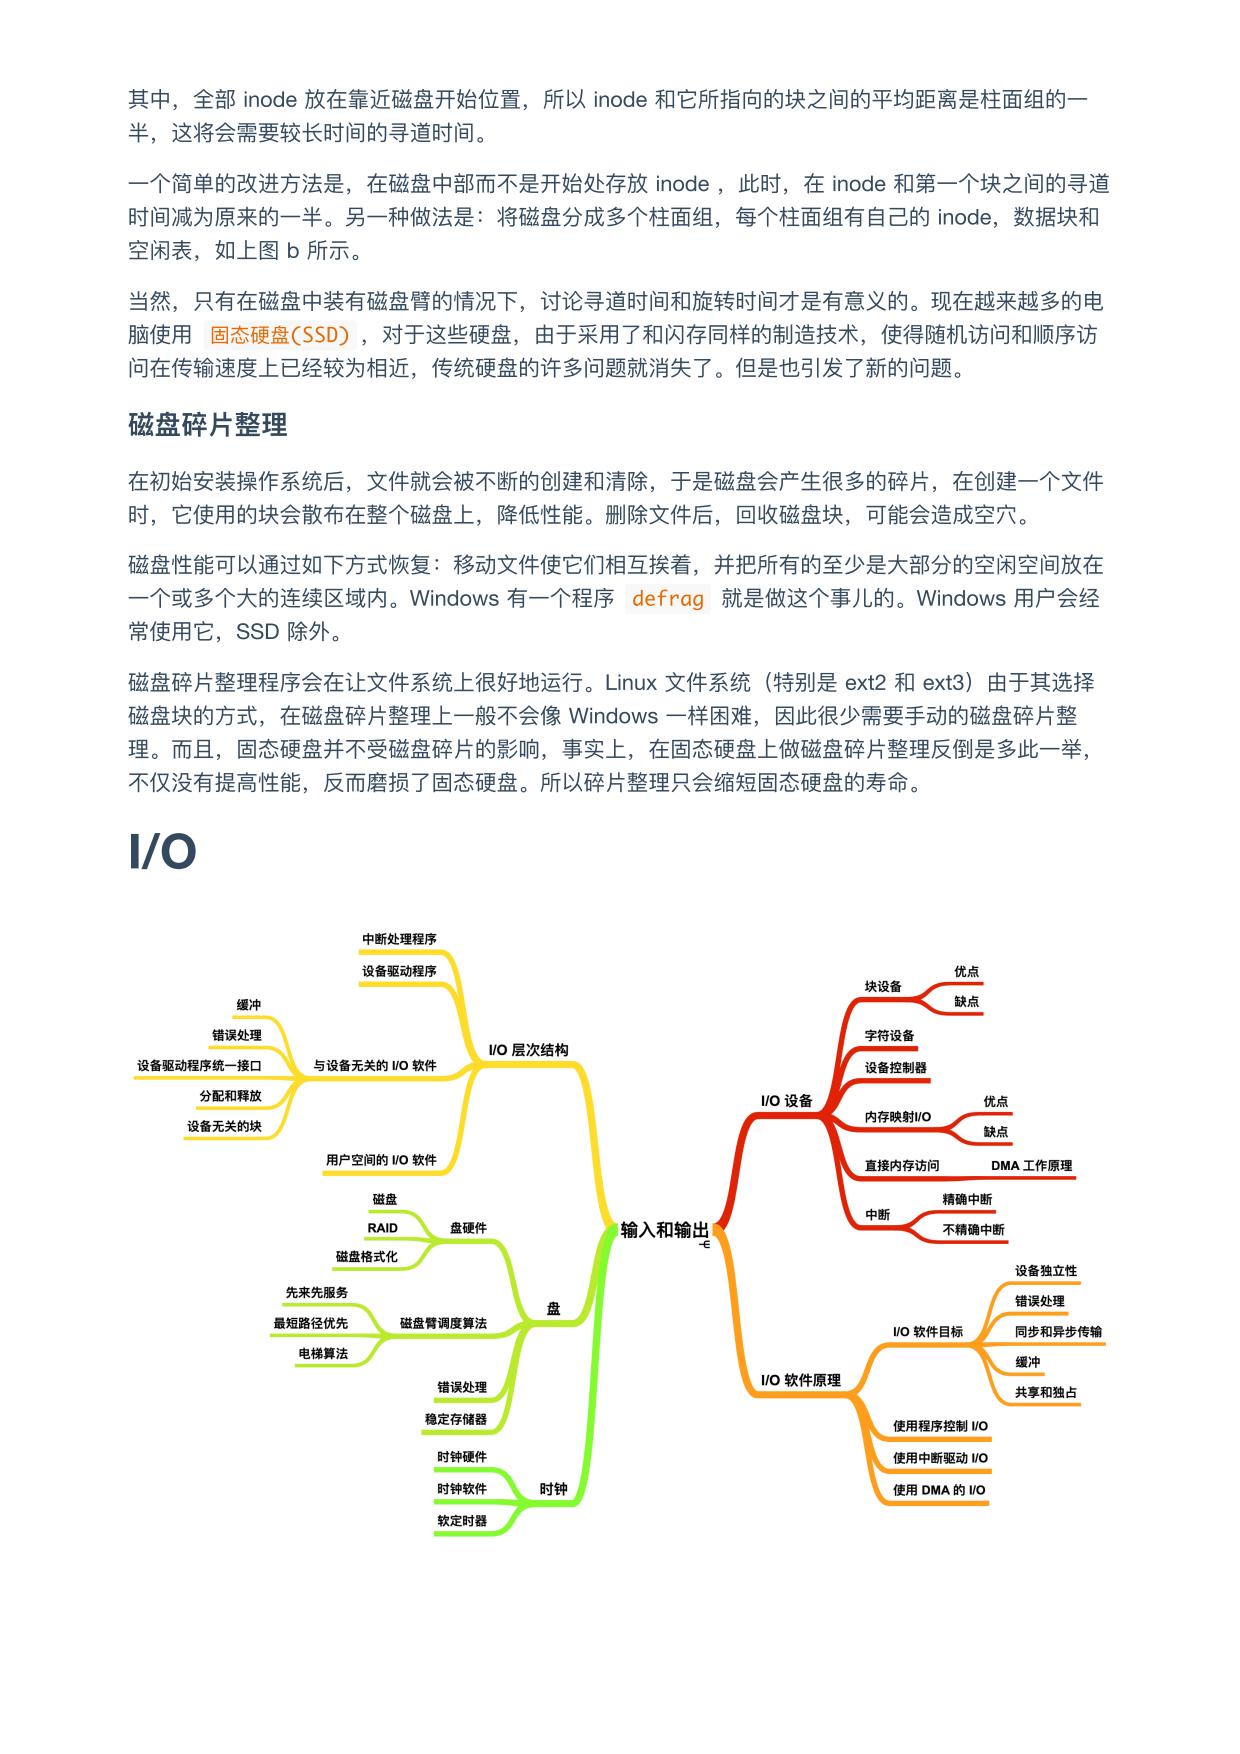 其中，全部 inode 放在靠近磁盘开始位置，所以 inode 和它所指向的块之间的平均距离是柱面组的一
半，这将会需要较长时间的寻道时间。
一个简单的改进方法是，在磁盘中部而不是开始处存放 inode ，此时，在 inode 和第一个块之间的寻道
时间减为原来的一半。另一种做法是：将磁盘分成多个柱面组，每个柱面组有自己的 inode，数据块和
空闲表，如上图 b 所示。
当然，只有在磁盘中装有磁盘臂的情况下，讨论寻道时间和旋转时间才是有意义的。现在越来越多的电
脑使用 固态硬盘(SSD) ，对于这些硬盘，由于采用了和闪存同样的制造技术，使得随机访问和顺序访
问在传输速度上已经较为相近，传统硬盘的许多问题就消失了。但是也引发了新的问题。
磁盘碎片整理
在初始安装操作系统后，文件就会被不断的创建和清除，于是磁盘会产生很多的碎片，在创建一个文件
时，它使用的块会散布在整个磁盘上，降低性能。删除文件后，回收磁盘块，可能会造成空穴。
磁盘性能可以通过如下方式恢复：移动文件使它们相互挨着，并把所有的至少是大部分的空闲空间放在
一个或多个大的连续区域内。Windows 有一个程序 defrag 就是做这个事儿的。Windows 用户会经
常使用它，SSD 除外。
磁盘碎片整理程序会在让文件系统上很好地运行。Linux 文件系统（特别是 ext2 和 ext3）由于其选择
磁盘块的方式，在磁盘碎片整理上一般不会像 Windows 一样困难，因此很少需要手动的磁盘碎片整
理。而且，固态硬盘并不受磁盘碎片的影响，事实上，在固态硬盘上做磁盘碎片整理反倒是多此一举，
不仅没有提高性能，反而磨损了固态硬盘。所以碎片整理只会缩短固态硬盘的寿命。
I/O
输入和输出
I/O 层次结构
中断处理程序
设备驱动程序
与设备无关的 I/O 软件
缓冲
错误处理
设备驱动程序统一接口
分配和释放
设备无关的块
用户空间的 I/O 软件
盘
盘硬件
磁盘
RAID
磁盘格式化
磁盘臂调度算法
先来先服务
最短路径优先
电梯算法
错误处理
稳定存储器
时钟
时钟硬件
时钟软件
软定时器
I/O 设备
块设备
优点
缺点
字符设备
设备控制器
内存映射I/O
优点
缺点
直接内存访问
DMA 工作原理
中断
精确中断
不精确中断
I/O 软件原理
I/O 软件目标
设备独立性
错误处理
同步和异步传输
缓冲
共享和独占
使用程序控制 I/O
使用中断驱动 I/O
使用 DMA 的 I/O